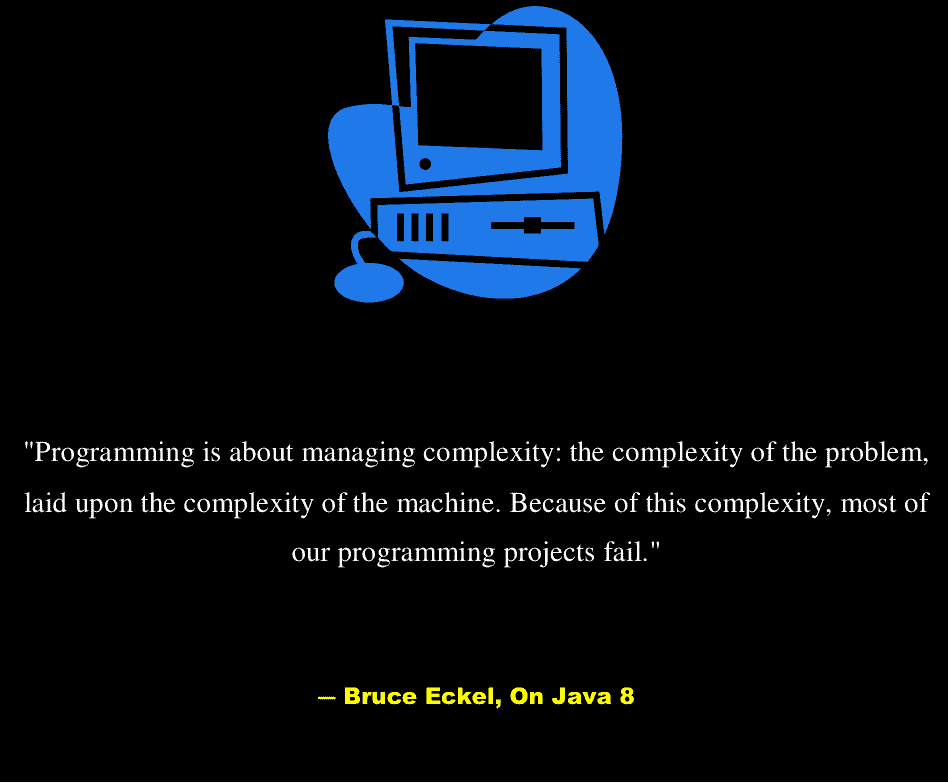 "Programming is about managing complexity: the complexity of the problem,
laid upon the complexity of the machine. Because of this complexity, most of
our programming projects fail."
— Bruce Eckel, On Java 8